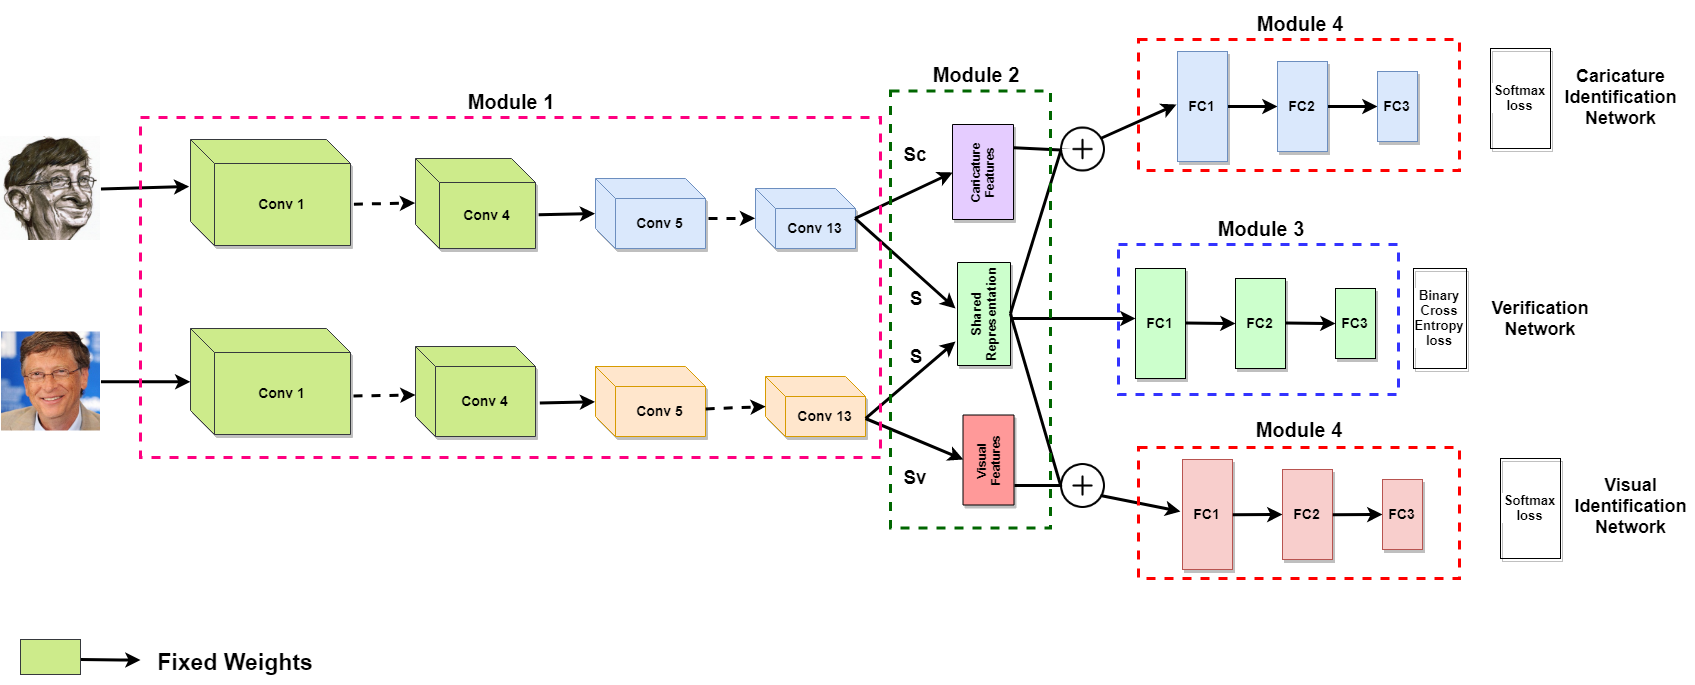 Module 1
Conv 1
Conv 4
Conv 5
Conv 13
Conv 1
Conv 4
Conv 5
Conv 13
Module 2
Sc
S
S
Sv
Caricature
Features
Shared
Representation
Visual
Features
Module 4
FC1
FC2
FC3
Softmax
loss
Caricature
Identification
Network
Module 3
FC1
FC2
FC3
Binary
Cross
Entropy
loss
Verification
Network
Module 4
FC1
FC2
FC3
Softmax
loss
Visual
Identification
Network
Fixed Weights